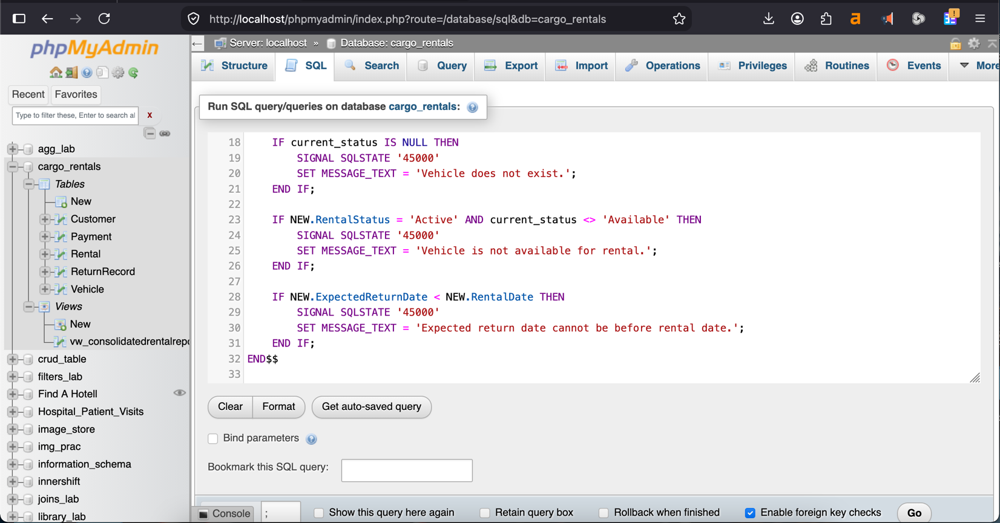 http://localhost/phpmyadmin/index.php?route=/database/sql&db=cargo_rentals
phpMyAdmin
Recent Favorites
Type to filter these, Enter to search al
X
agg_lab
cargo_rentals
Tables
New
Customer
Payment
Rental
ReturnRecord
Vehicle
Views
New
vw_consolidatedrentalrepo
crud_table
filters_lab
Find A Hotell
Hospital_Patient_Visits
image_store
img_prac
information_schema
innershift
joins_lab
library_lab
Server: localhost » Database: cargo_rentals
Structure SQL Search Query Export Import Operations Privileges Routines Events More
Run SQL query/queries on database cargo_rentals:
18 IF current_status IS NULL THEN
19 SIGNAL SQLSTATE '45000'
20 SET MESSAGE_TEXT = 'Vehicle does not exist.';
21 END IF;
22
23 IF NEW.RentalStatus = 'Active' AND current_status <> 'Available' THEN
24 SIGNAL SQLSTATE '45000'
25 SET MESSAGE_TEXT = 'Vehicle is not available for rental.';
26 END IF;
27
28 IF NEW.ExpectedReturnDate < NEW.RentalDate THEN
29 SIGNAL SQLSTATE '45000'
30 SET MESSAGE_TEXT = 'Expected return date cannot be before rental date.';
31 END IF;
32 END$$
33
Clear Format Get auto-saved query
Bind parameters
Bookmark this SQL query:
Console ; Show this query here again Retain query box Rollback when finished Enable foreign key checks Go